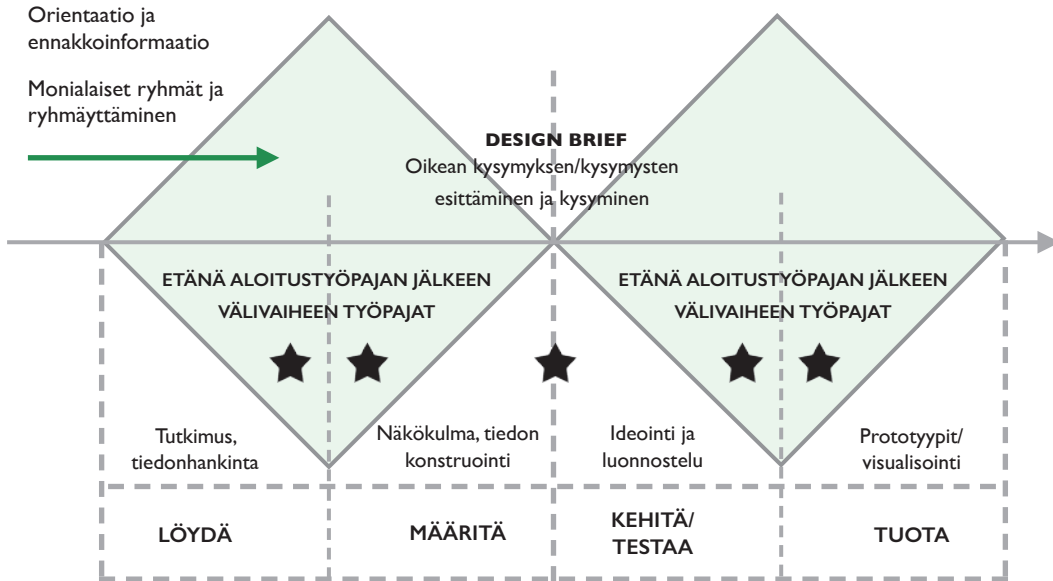 Orientaatio ja
ennakkoinformaatio
Monialaiset ryhmät ja
ryhmäyttäminen
DESIGN BRIEF
Oikean kysymyksen/kysymysten
esittäminen ja kysyminen
ETÄNÄ ALOITUSTYÖPAJAN JÄLKEEN
VÄLIVAIHEEN TYÖPAJAT
ETÄNÄ ALOITUSTYÖPAJAN JÄLKEEN
VÄLIVAIHEEN TYÖPAJAT
Tutkimus,
tiedonhankinta
Näkökulma, tiedon
konstruointi
Ideointi ja
luonnostelu
Prototyypit/
visualisointi
LÖYDÄ
MÄÄRITÄ
KEHITÄ/
TESTAA
TUOTA